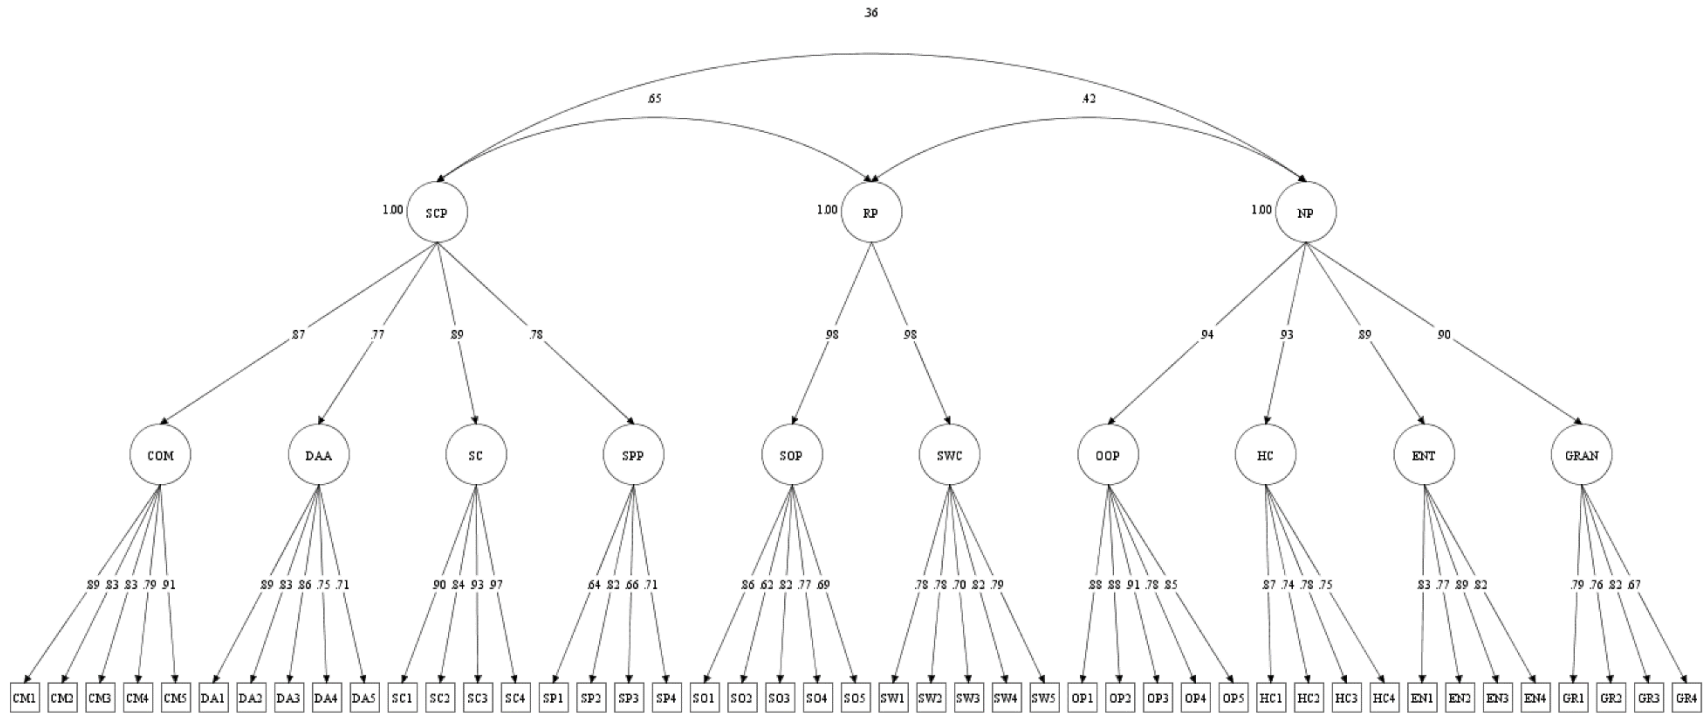 .36
.65 .42
1.00 SCP 1.00 RP 1.00 NP
.87 .77 .89 .78 .98 .98 .94 .93 .89 .90
COM DAA SC SPP SOP SWC OOP HC ENT GRAN
.89 .83 .83 .79 .91 .89 .83 .86 .75 .71 .90 .84 .93 .97 .64 .82 .66 .71 .86 .62 .82 .77 .69 .78 .78 .70 .82 .79 .88 .88 .91 .78 .85 .87 .74 .78 .75 .83 .77 .89 .82 .79 .76 .82 .67
CM1 CM2 CM3 CM4 CM5 DA1 DA2 DA3 DA4 DA5 SC1 SC2 SC3 SC4 SP1 SP2 SP3 SP4 SO1 SO2 SO3 SO4 SO5 SW1 SW2 SW3 SW4 SW5 OP1 OP2 OP3 OP4 OP5 HC1 HC2 HC3 HC4 EN1 EN2 EN3 EN4 GR1 GR2 GR3 GR4